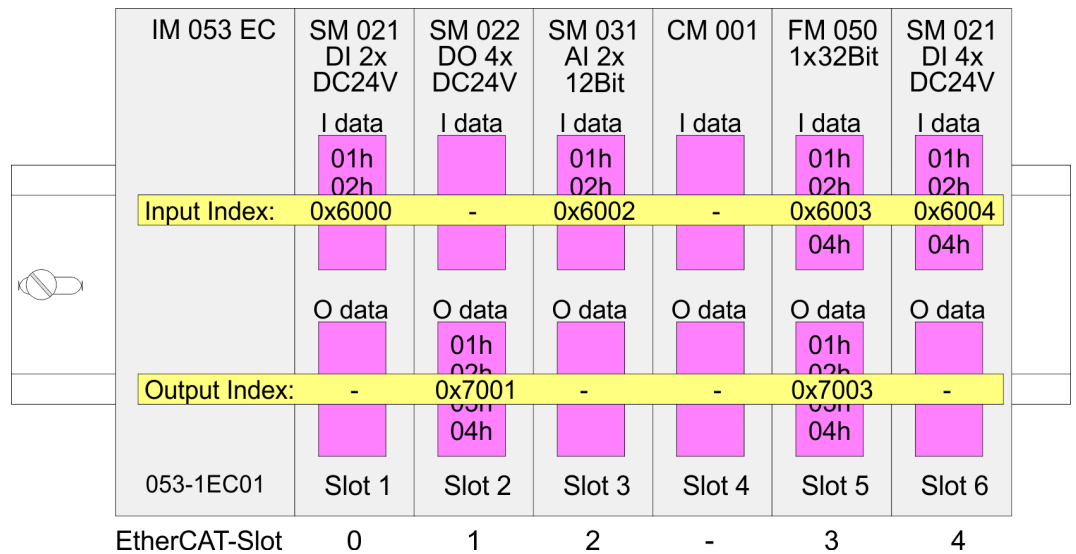 IM 053 EC SM 021 SM 022 SM 031 CM 001 FM 050 SM 021
DI 2x DO 4x AI 2x 1x32Bit DI 4x
DC24V DC24V 12Bit DC24V
I data I data I data I data I data I data
01h 01h 01h 01h
02h 02h 02h 02h
Input Index: 0x6000 - 0x6002 - 0x6003 0x6004
04h 04h
O data O data O data O data O data O data
01h 01h
02h 02h
Output Index: - 0x7001 - - 0x7003 -
03h 03h
04h 04h
053-1EC01 Slot 1 Slot 2 Slot 3 Slot 4 Slot 5 Slot 6
EtherCAT-Slot 0 1 2 - 3 4